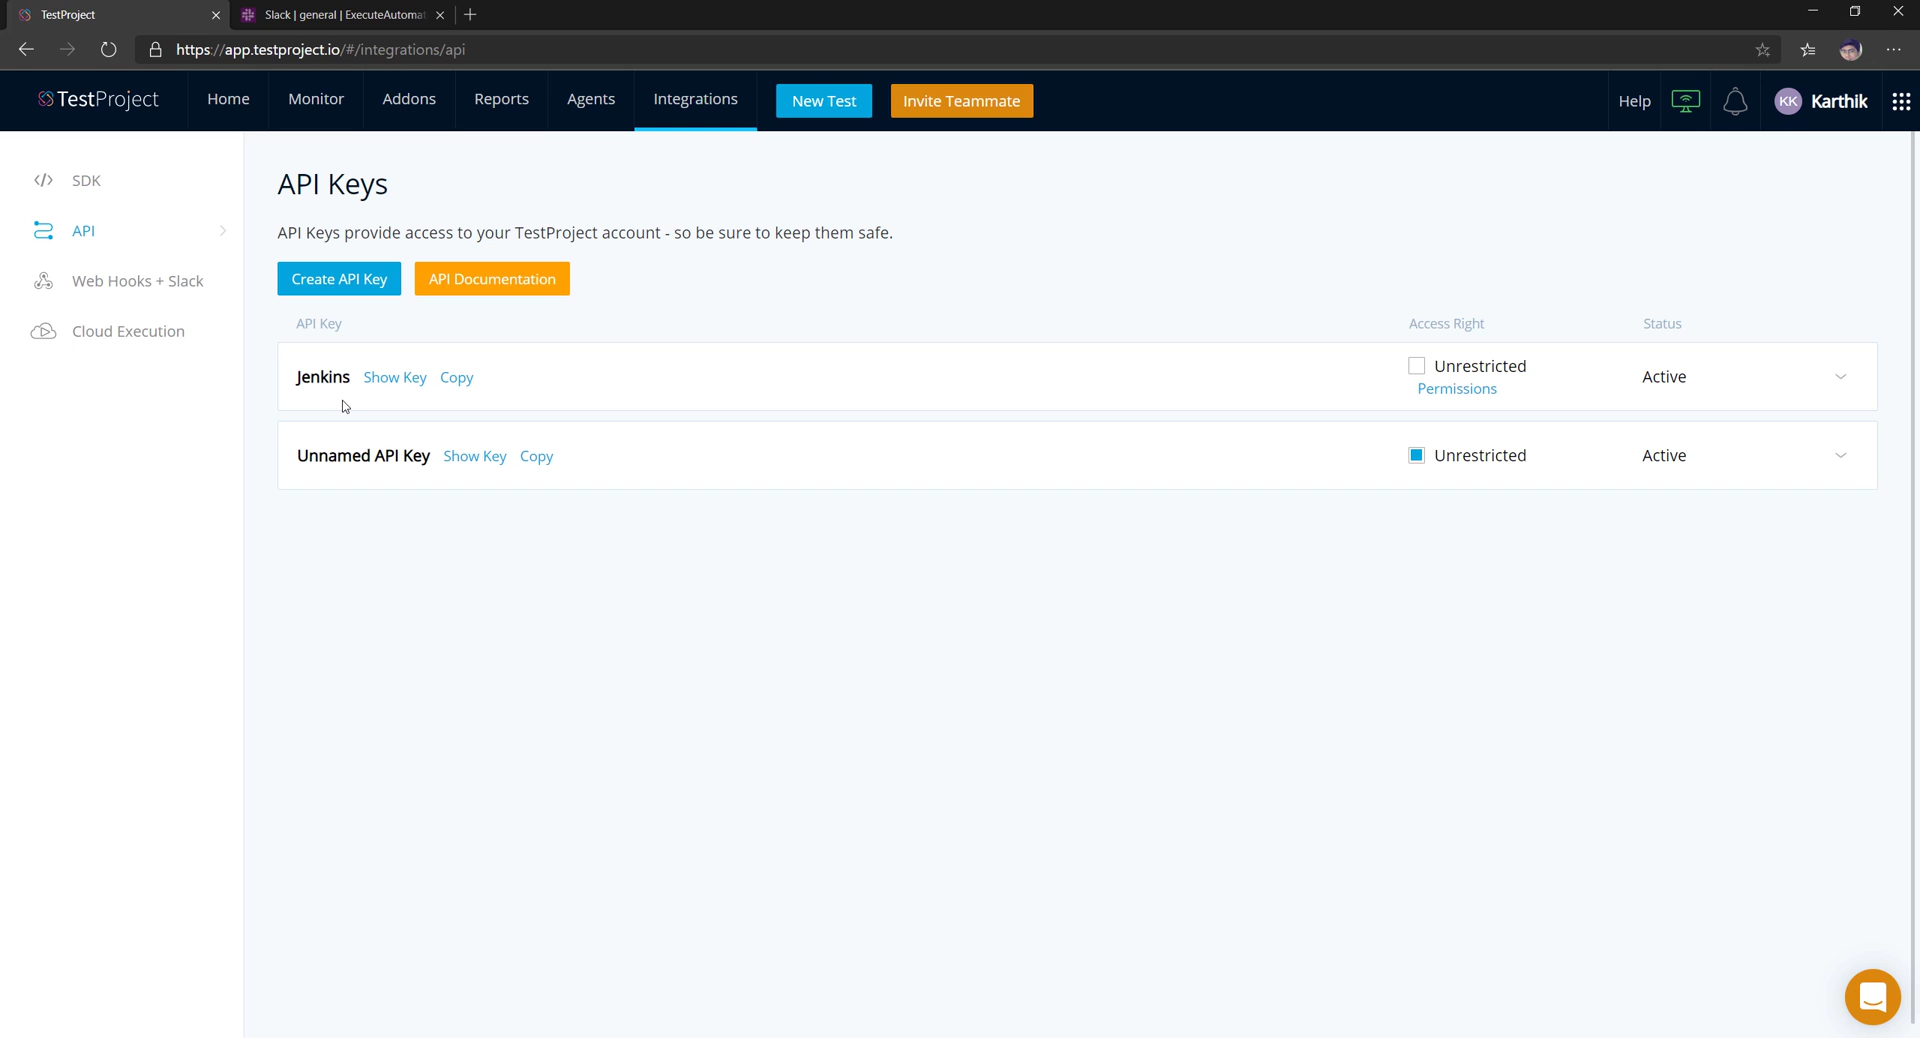 TestProject
Slack | general | ExecuteAutomat
https://app.testproject.io/#/integrations/api
TestProject
Home
Monitor
Addons
Reports
Agents
Integrations
New Test
Invite Teammate
Help
KK
Karthik
SDK
API
Web Hooks + Slack
Cloud Execution
API Keys
API Keys provide access to your TestProject account - so be sure to keep them safe.
Create API Key
API Documentation
API Key
Access Right
Status
Jenkins
Show Key
Copy
Unrestricted
Permissions
Active
Unnamed API Key
Show Key
Copy
Unrestricted
Active